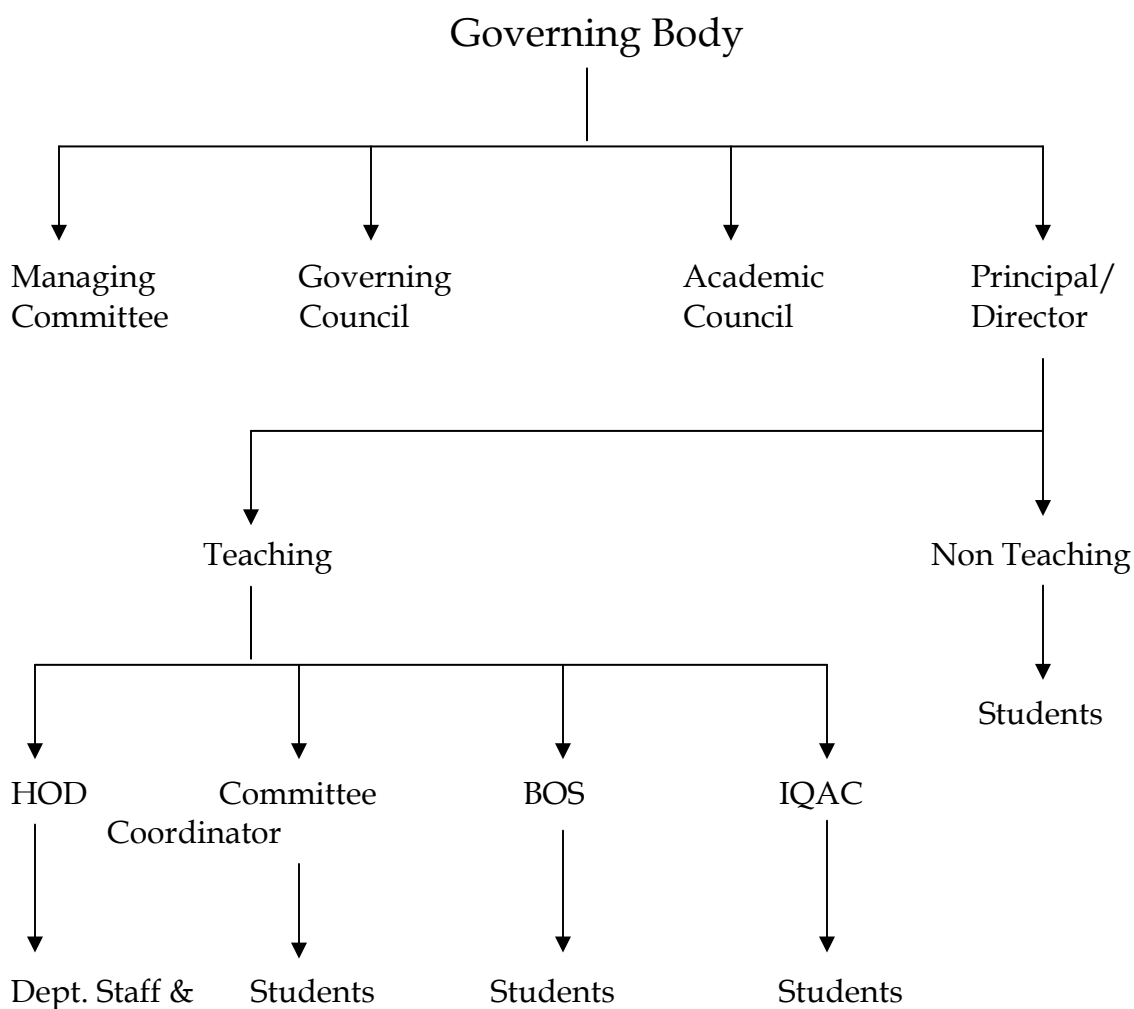 Governing Body
Managing Committee
Governing Council
Academic Council
Principal/ Director
Teaching
Non Teaching
Students
HOD
Committee Coordinator
BOS
IQAC
Dept. Staff &
Students
Students
Students